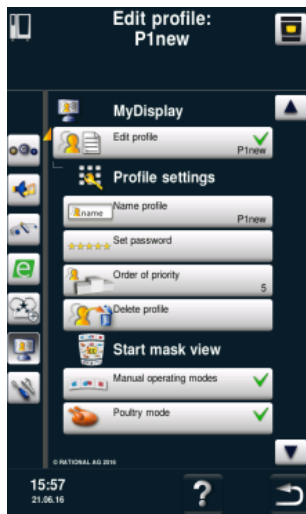 Edit profile:
P1new
MyDisplay
Edit profile
P1new
Profile settings
name
Name profile
P1new
Set password
Order of priority
5
Delete profile
Start mask view
Manual operating modes
Poultry mode
© RATIONAL AG 2016
15:57
21.06.16
?